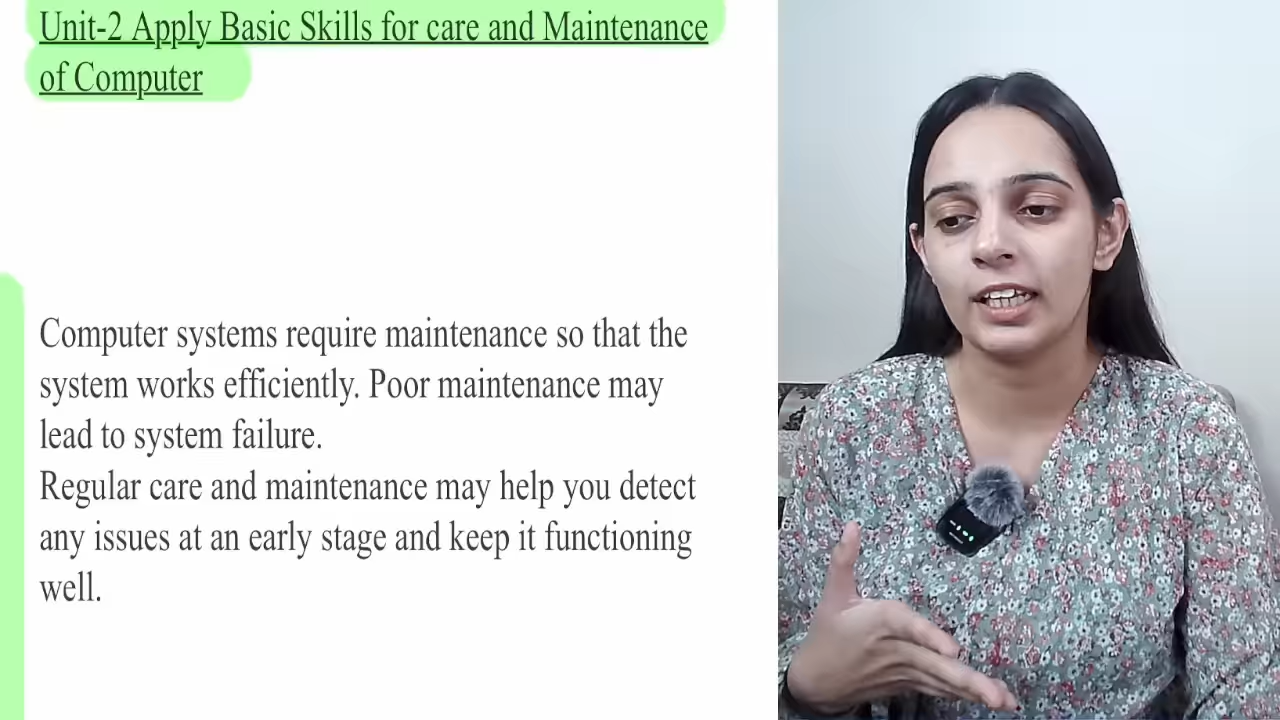 Unit-2 Apply Basic Skills for care and Maintenance
of Computer
Computer systems require maintenance so that the
system works efficiently. Poor maintenance may
lead to system failure.
Regular care and maintenance may help you detect
any issues at an early stage and keep it functioning
well.